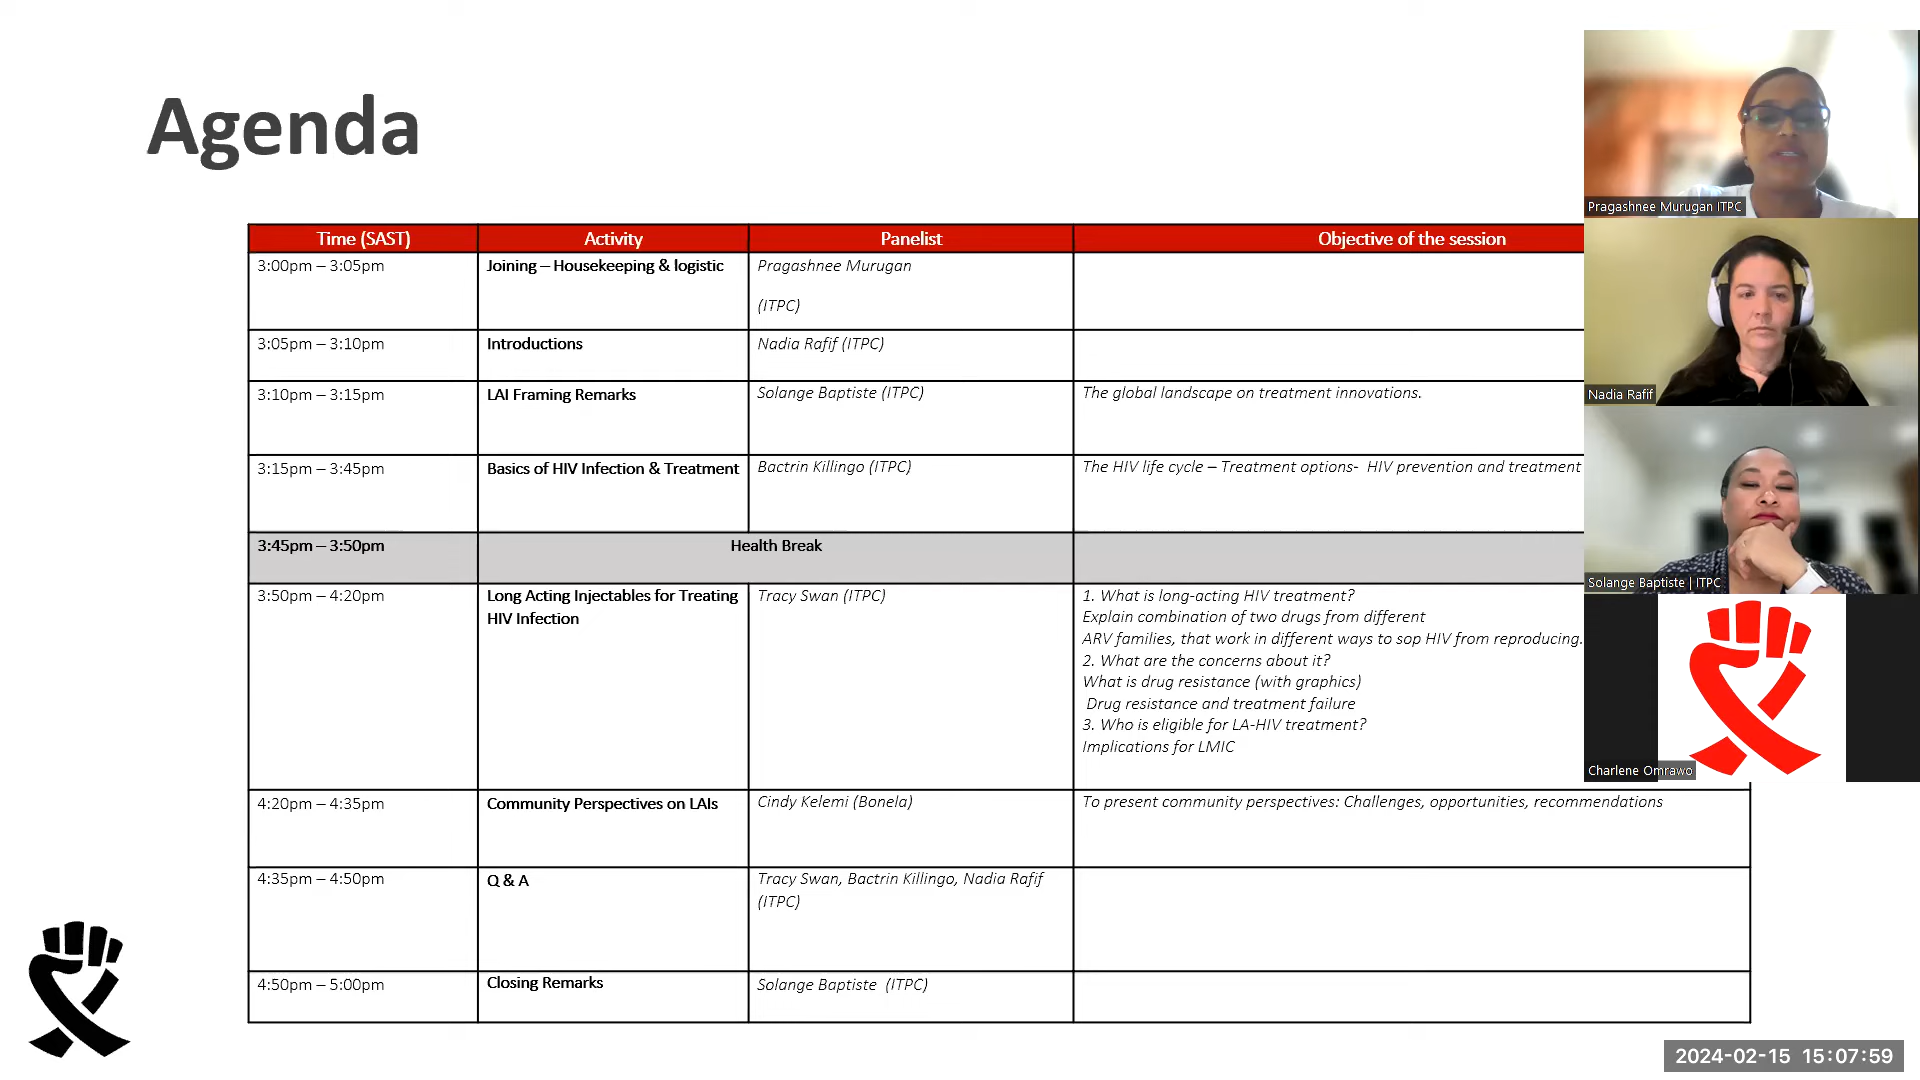 Agenda
Time (SAST) Activity Panelist Objective of the session
3:00pm – 3:05pm Joining – Housekeeping & logistic Pragashnee Murugan
(ITPC)
3:05pm – 3:10pm Introductions Nadia Rafif (ITPC)
3:10pm – 3:15pm LAI Framing Remarks Solange Baptiste (ITPC) The global landscape on treatment innovations.
3:15pm – 3:45pm Basics of HIV Infection & Treatment Bactrin Killingo (ITPC) The HIV life cycle – Treatment options- HIV prevention and treatment
3:45pm – 3:50pm Health Break
3:50pm – 4:20pm Long Acting Injectables for Treating Tracy Swan (ITPC) 1. What is long-acting HIV treatment?
HIV Infection Explain combination of two drugs from different
ARV families, that work in different ways to sop HIV from reproducing.
2. What are the concerns about it?
What is drug resistance (with graphics)
Drug resistance and treatment failure
3. Who is eligible for LA-HIV treatment?
Implications for LMIC
4:20pm – 4:35pm Community Perspectives on LAIs Cindy Kelemi (Bonela) To present community perspectives: Challenges, opportunities, recommendations
4:35pm – 4:50pm Q & A Tracy Swan, Bactrin Killingo, Nadia Rafif
(ITPC)
4:50pm – 5:00pm Closing Remarks Solange Baptiste (ITPC)
Pragashnee Murugan ITPC
Nadia Rafif
Solange Baptiste | ITPC
Charlene Omrawo
2024-02-15 15:07:59